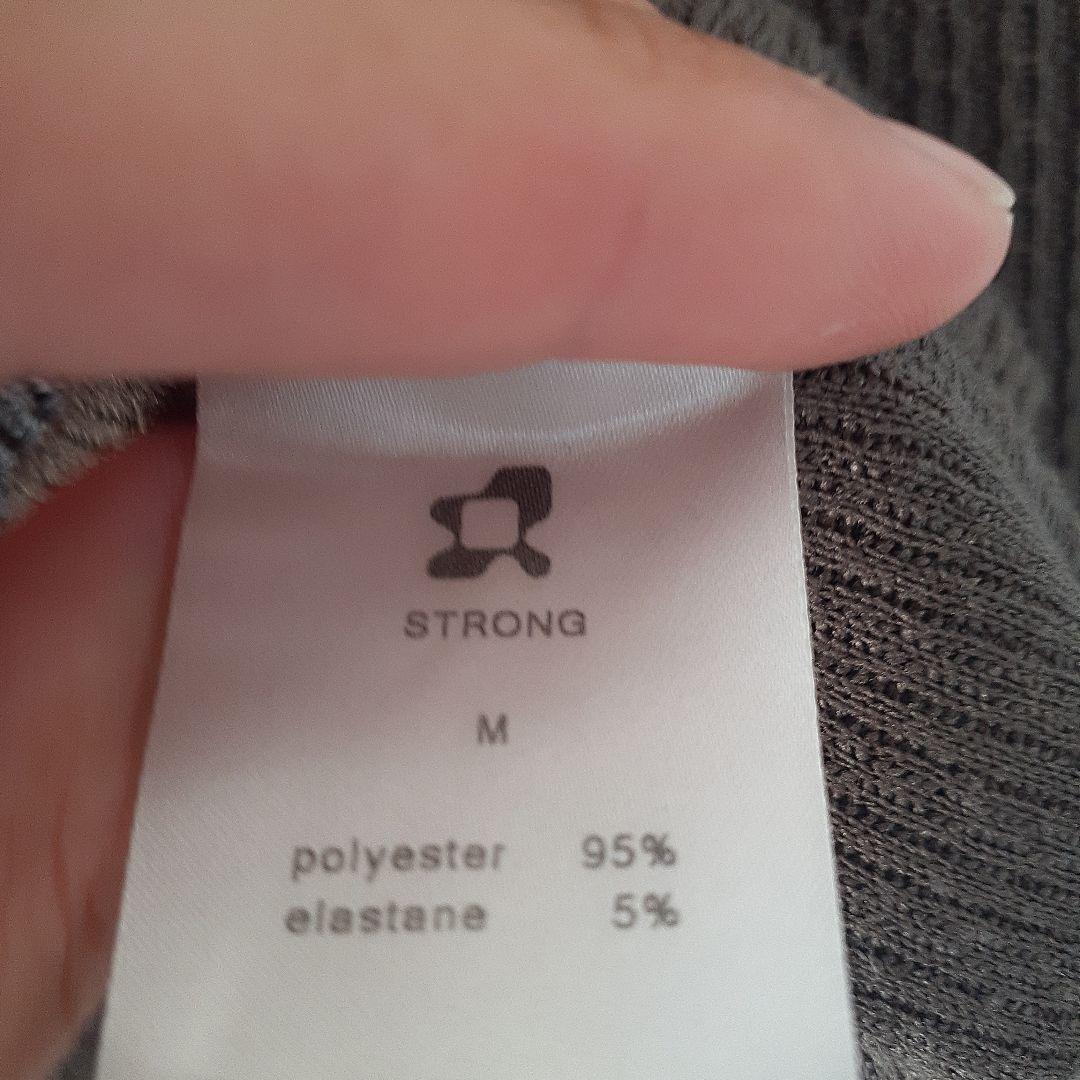 STRONG
M
polyester 95%
elastane 5%